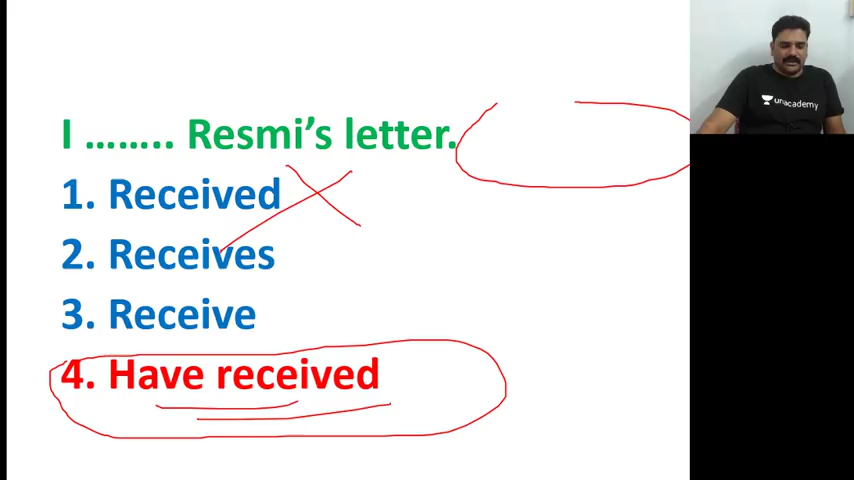 I …….. Resmi’s letter.
1. Received
2. Receives
3. Receive
4. Have received
unacademy